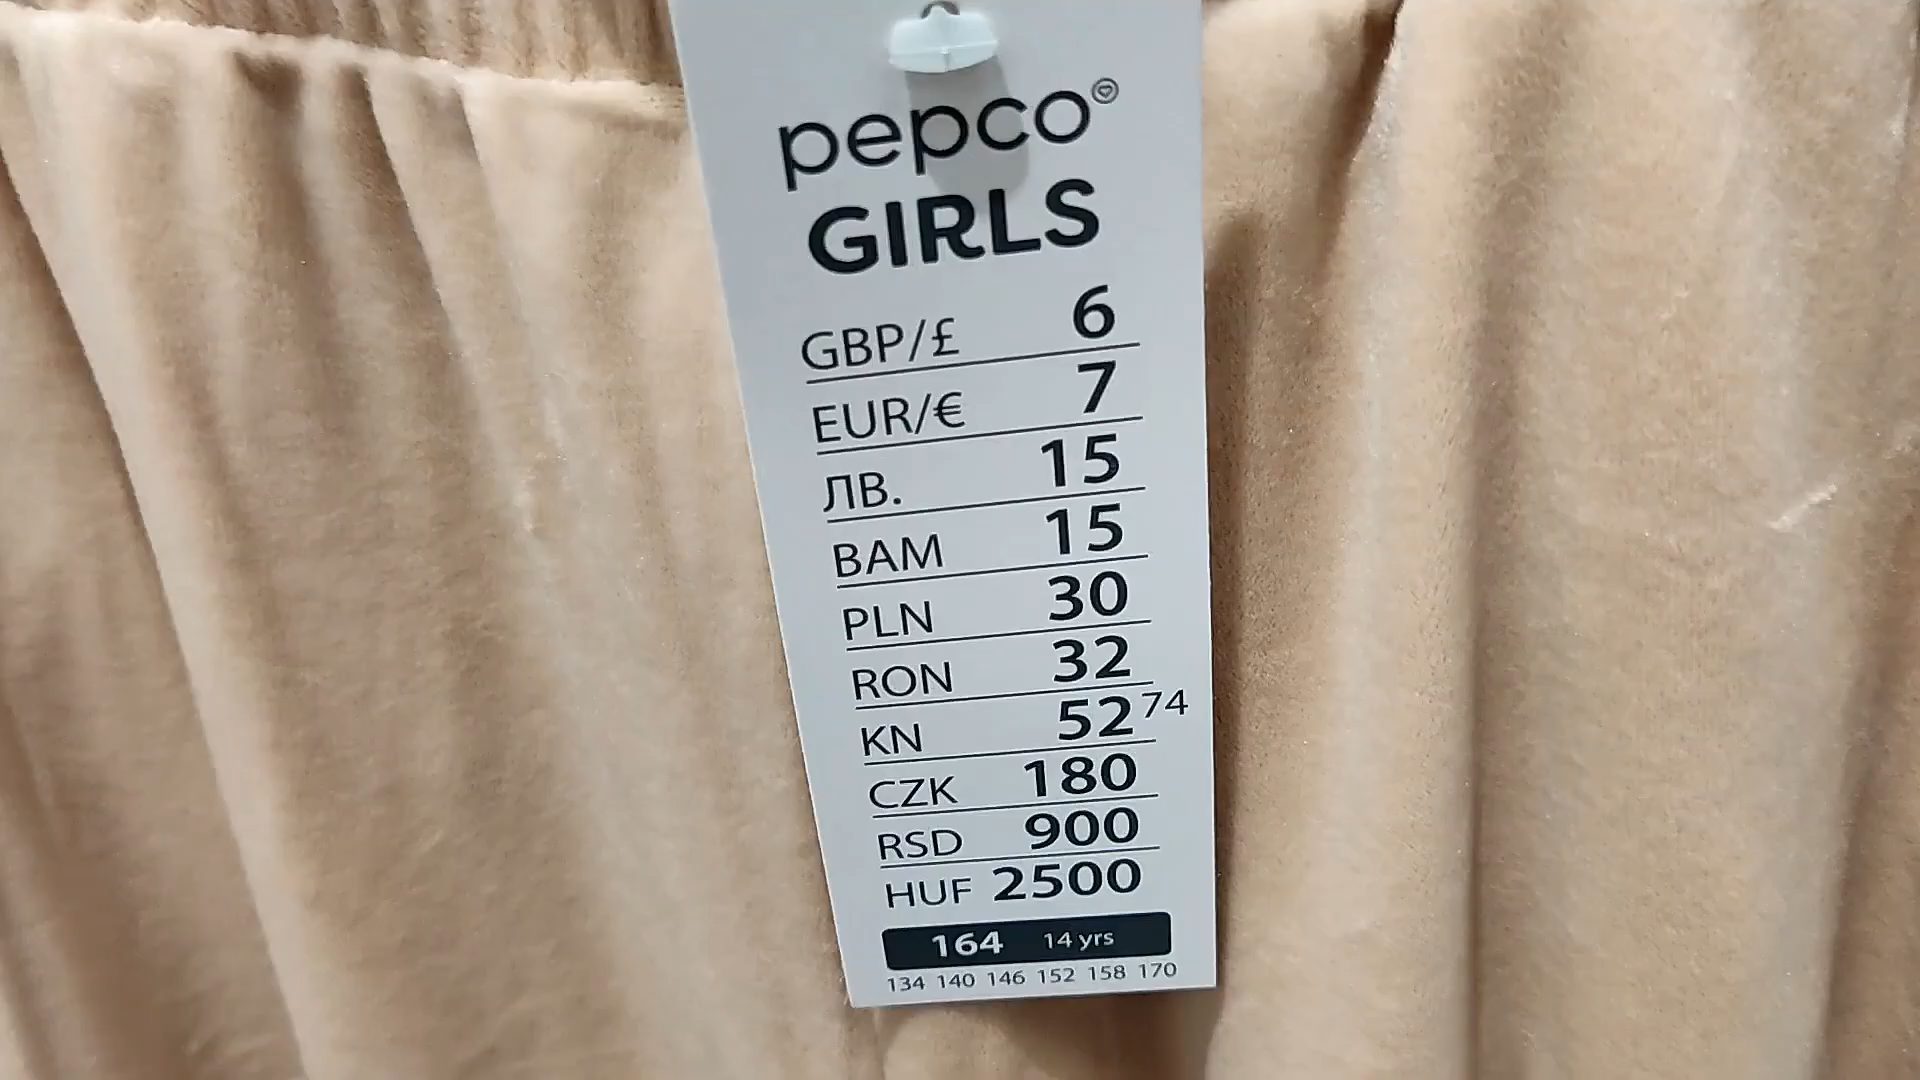 pepco
GIRLS
GBP/£ 6
EUR/€ 7
ЛВ. 15
BAM 15
PLN 30
RON 32
KN 52 74
CZK 180
RSD 900
HUF 2500
164 14 yrs
134 140 146 152 158 170